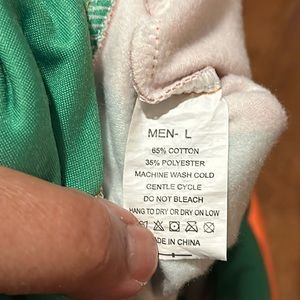 MEN- L
65% COTTON
35% POLYESTER
MACHINE WASH COLD
GENTLE CYCLE
DO NOT BLEACH
HANG TO DRY OR DRY ON LOW
MADE IN CHINA